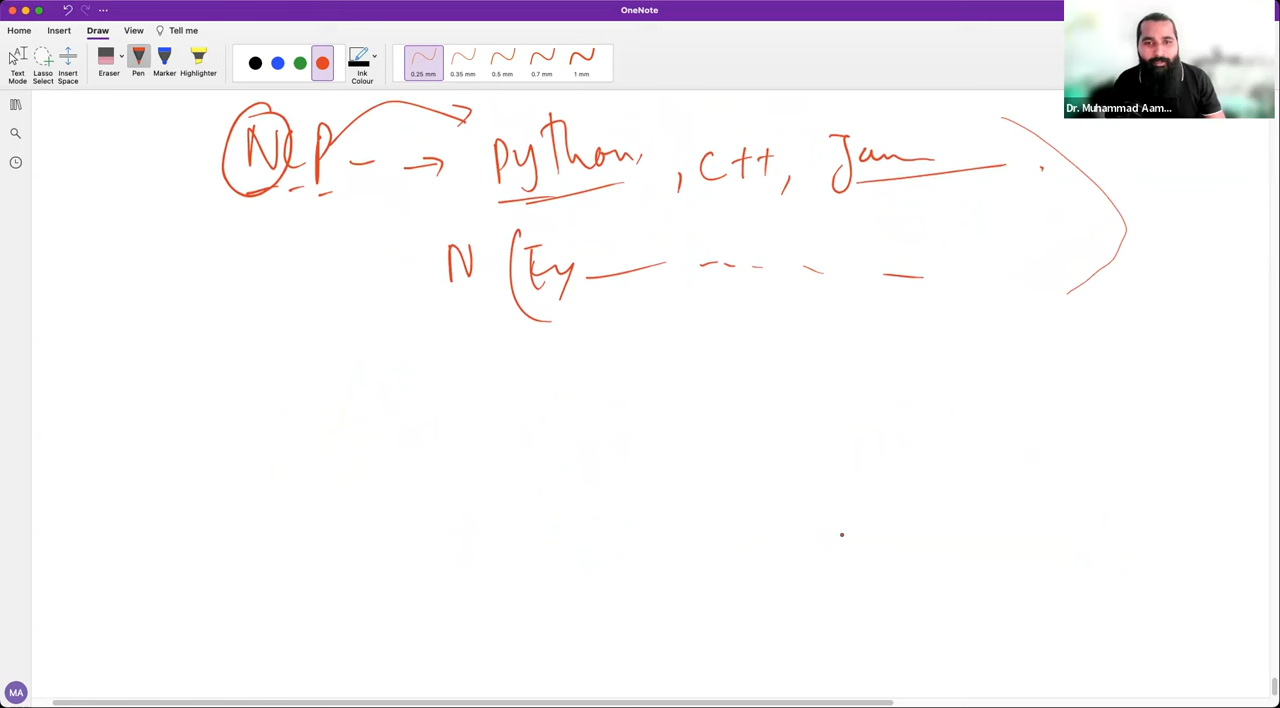 OneNote
Home Insert Draw View Tell me
Text Mode Lasso Select Insert Space Eraser Pen Marker Highlighter Ink Colour 0.25 mm 0.35 mm 0.5 mm 0.7 mm 1 mm
Dr. Muhammad Aam...
NLP - → Python, , C++,
N (
MA